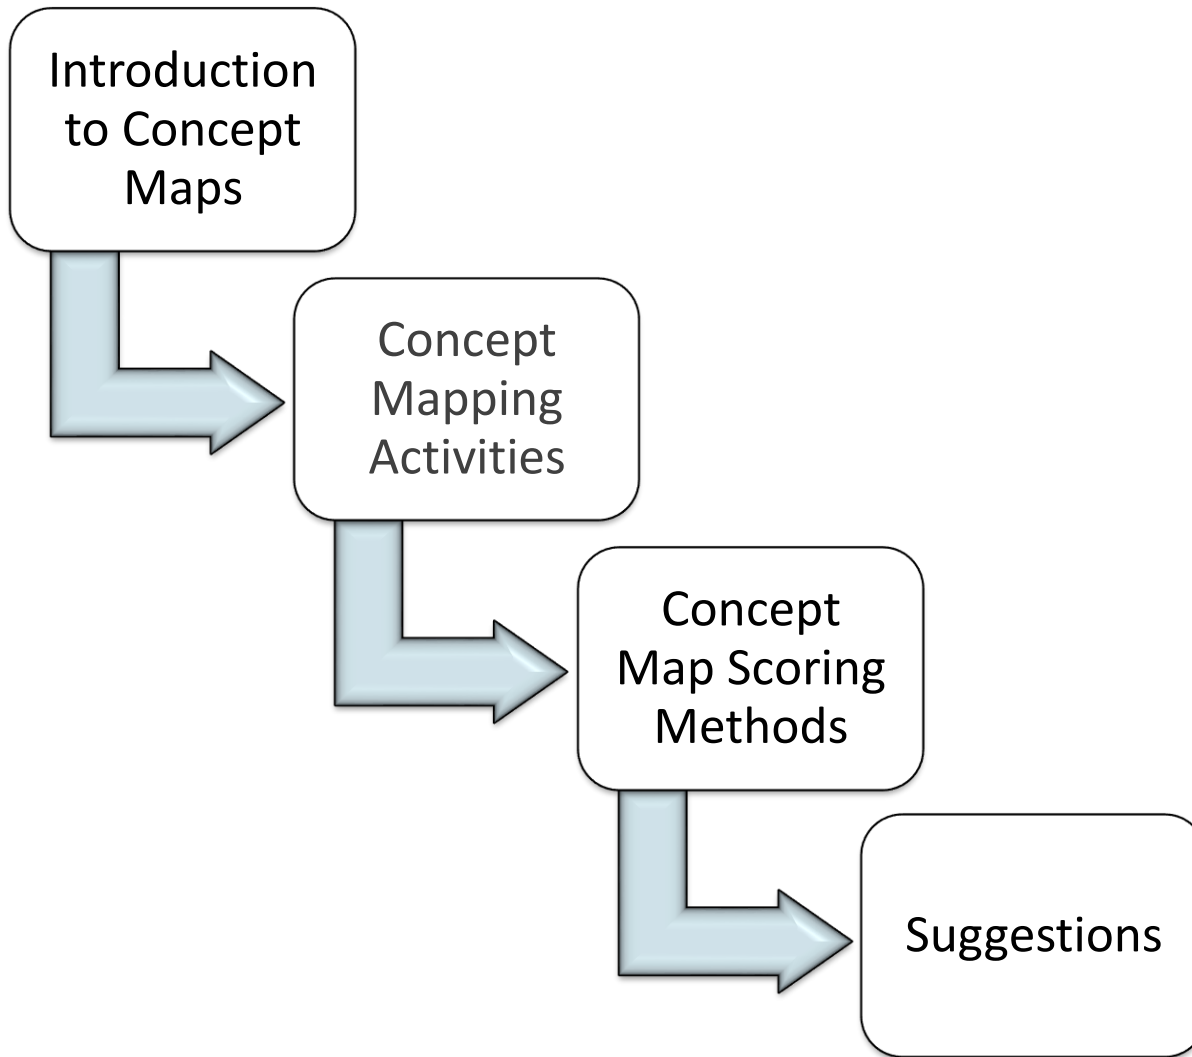 Introduction
to Concept
Maps
Concept
Mapping
Activities
Concept
Map Scoring
Methods
Suggestions